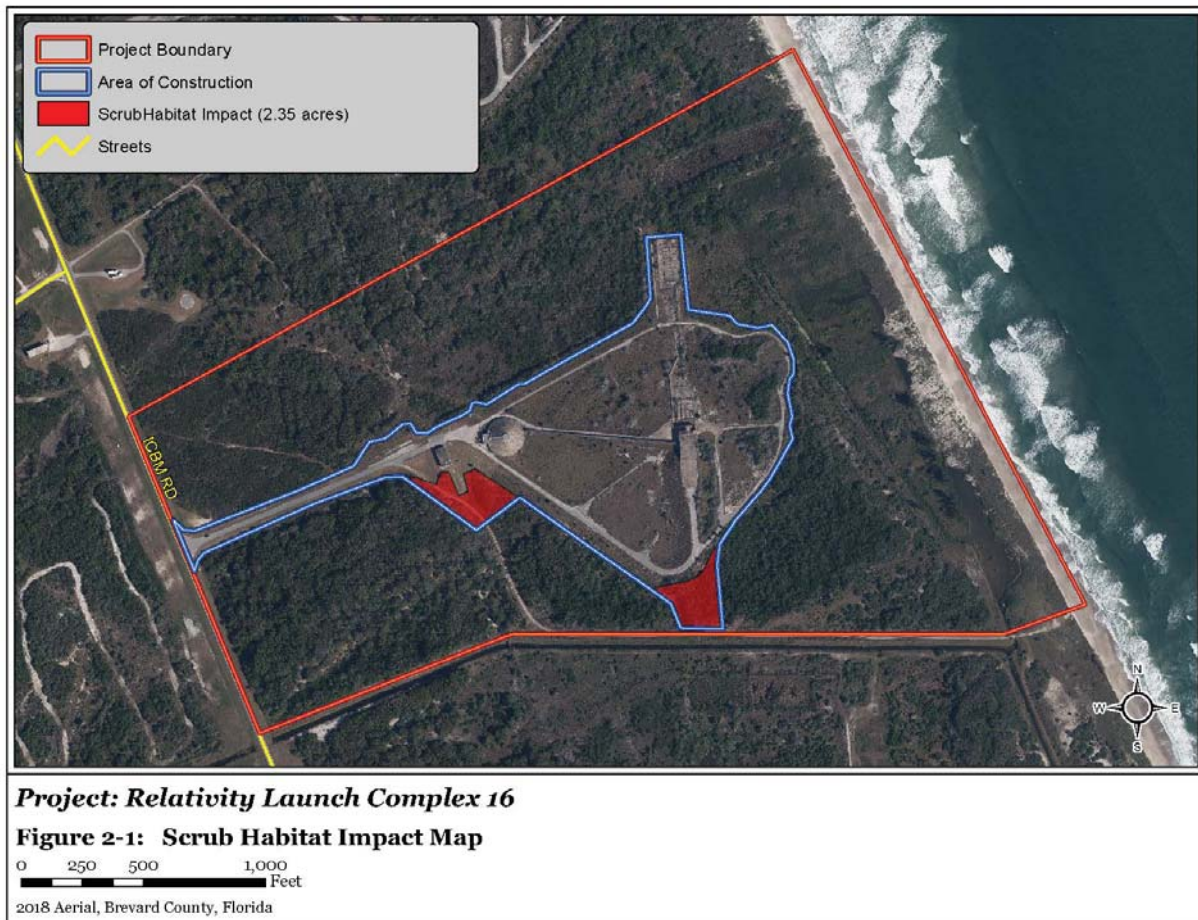 Project Boundary
Area of Construction
ScrubHabitat Impact (2.35 acres)
Streets
ICBM RD
N
W E
S
Project: Relativity Launch Complex 16
Figure 2-1: Scrub Habitat Impact Map
0 250 500 1,000
Feet
2018 Aerial, Brevard County, Florida